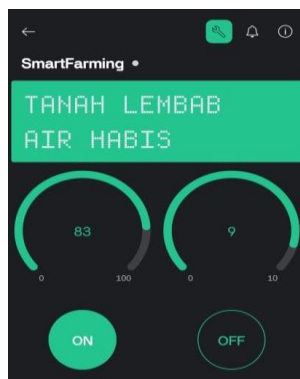 SmartFarming
TANAH LEMBAB
AIR HABIS
83
9
0 100
0 10
ON
OFF